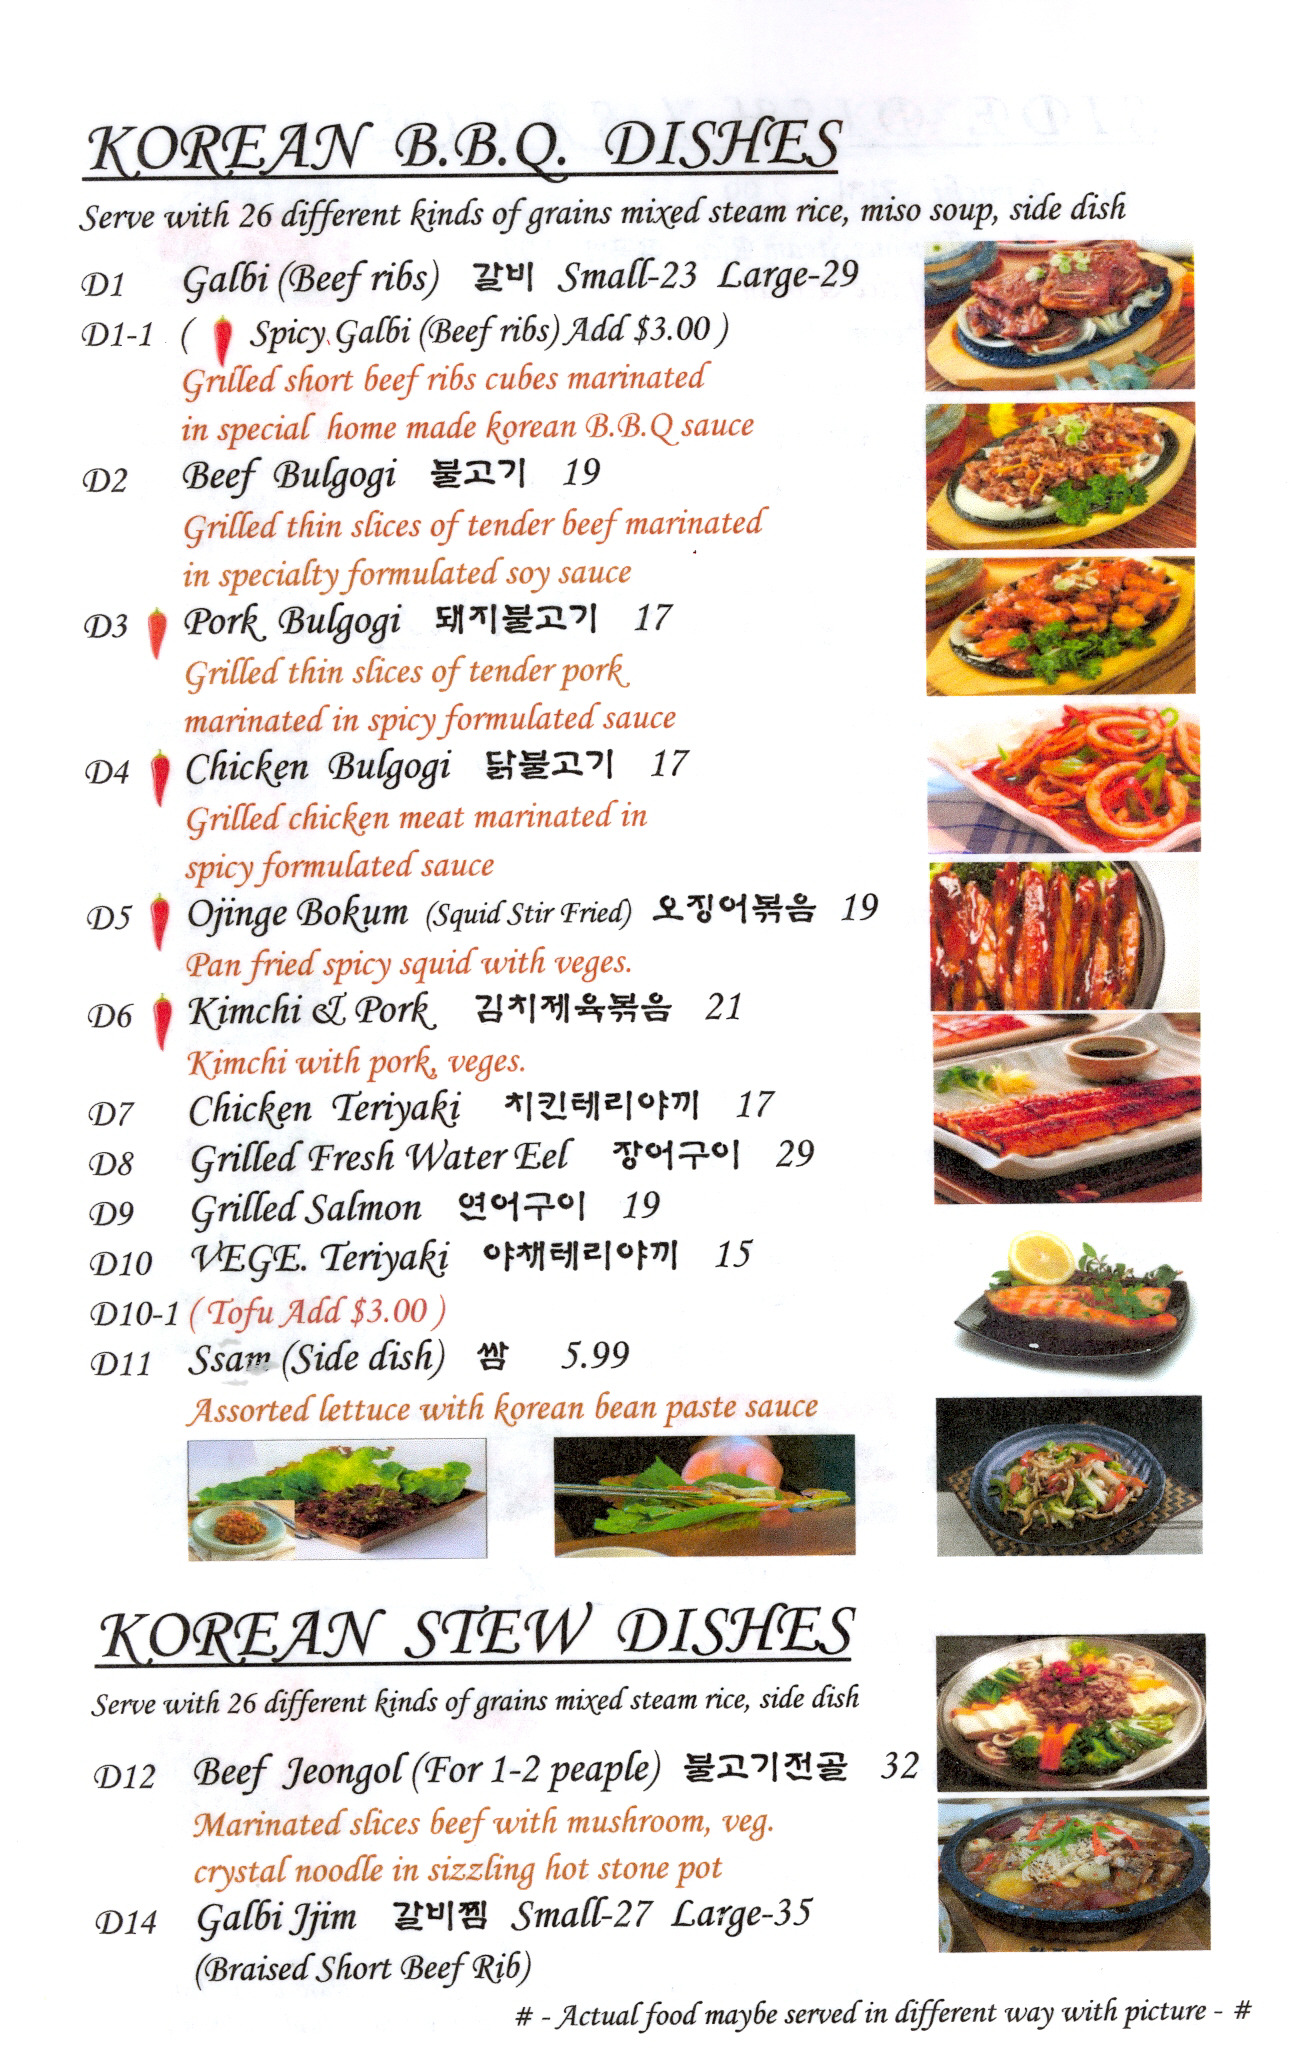 KOREAN B.B.Q. DISHES
Serve with 26 different kinds of grains mixed steam rice, miso soup, side dish
D1 Galbi (Beef ribs) 갈비 Small-23 Large-29
D1-1 ( Spicy Galbi (Beef ribs) Add $3.00 )
Grilled short beef ribs cubes marinated
in special home made korean B.B.Q sauce
D2 Beef Bulgogi 불고기 19
Grilled thin slices of tender beef marinated
in specialty formulated soy sauce
D3 Pork Bulgogi 돼지불고기 17
Grilled thin slices of tender pork
marinated in spicy formulated sauce
D4 Chicken Bulgogi 닭불고기 17
Grilled chicken meat marinated in
spicy formulated sauce
D5 Ojinge Bokum (Squid Stir Fried) 오징어볶음 19
Pan fried spicy squid with veges.
D6 Kimchi & Pork 김치제육볶음 21
Kimchi with pork, veges.
D7 Chicken Teriyaki 치킨테리야끼 17
D8 Grilled Fresh Water Eel 장어구이 29
D9 Grilled Salmon 연어구이 19
D10 VEGE. Teriyaki 야채테리야끼 15
D10-1 ( Tofu Add $3.00 )
D11 Ssam (Side dish) 쌈 5.99
Assorted lettuce with korean bean paste sauce
KOREAN STEW DISHES
Serve with 26 different kinds of grains mixed steam rice, side dish
D12 Beef Jeongol (For 1-2 peaple) 불고기전골 32
Marinated slices beef with mushroom, veg.
crystal noodle in sizzling hot stone pot
D14 Galbi Jjim 갈비찜 Small-27 Large-35
(Braised Short Beef Rib)
# - Actual food maybe served in different way with picture - #